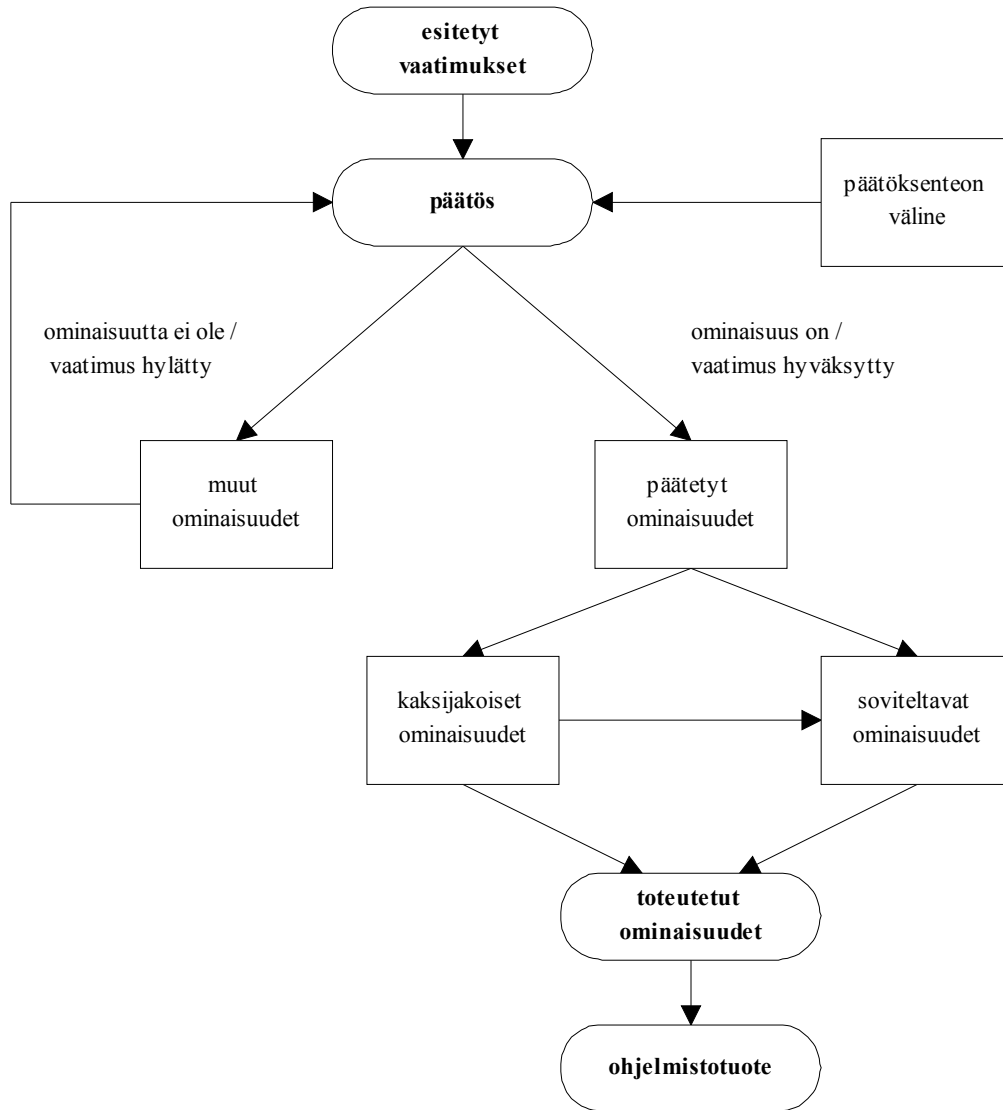 esitetyt
vaatimukset
päätös
päätöksenteon
väline
ominaisuutta ei ole /
vaatimus hylätty
ominaisuus on /
vaatimus hyväksytty
muut
ominaisuudet
päätetyt
ominaisuudet
kaksijakoiset
ominaisuudet
soviteltavat
ominaisuudet
toteutetut
ominaisuudet
ohjelmistotuote